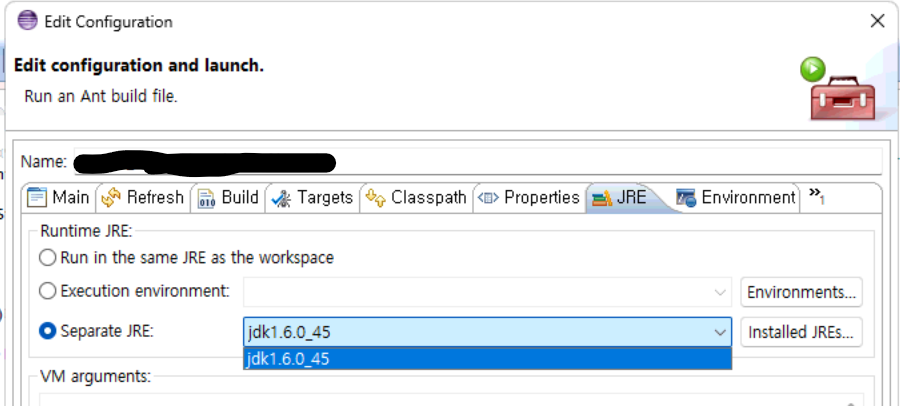 Edit Configuration
Edit configuration and launch.
Run an Ant build file.
Name:
Main Refresh Build Targets Classpath Properties JRE Environment »1
Runtime JRE:
Run in the same JRE as the workspace
Execution environment: Environments...
Separate JRE: jdk1.6.0_45 Installed JREs...
jdk1.6.0_45
VM arguments: